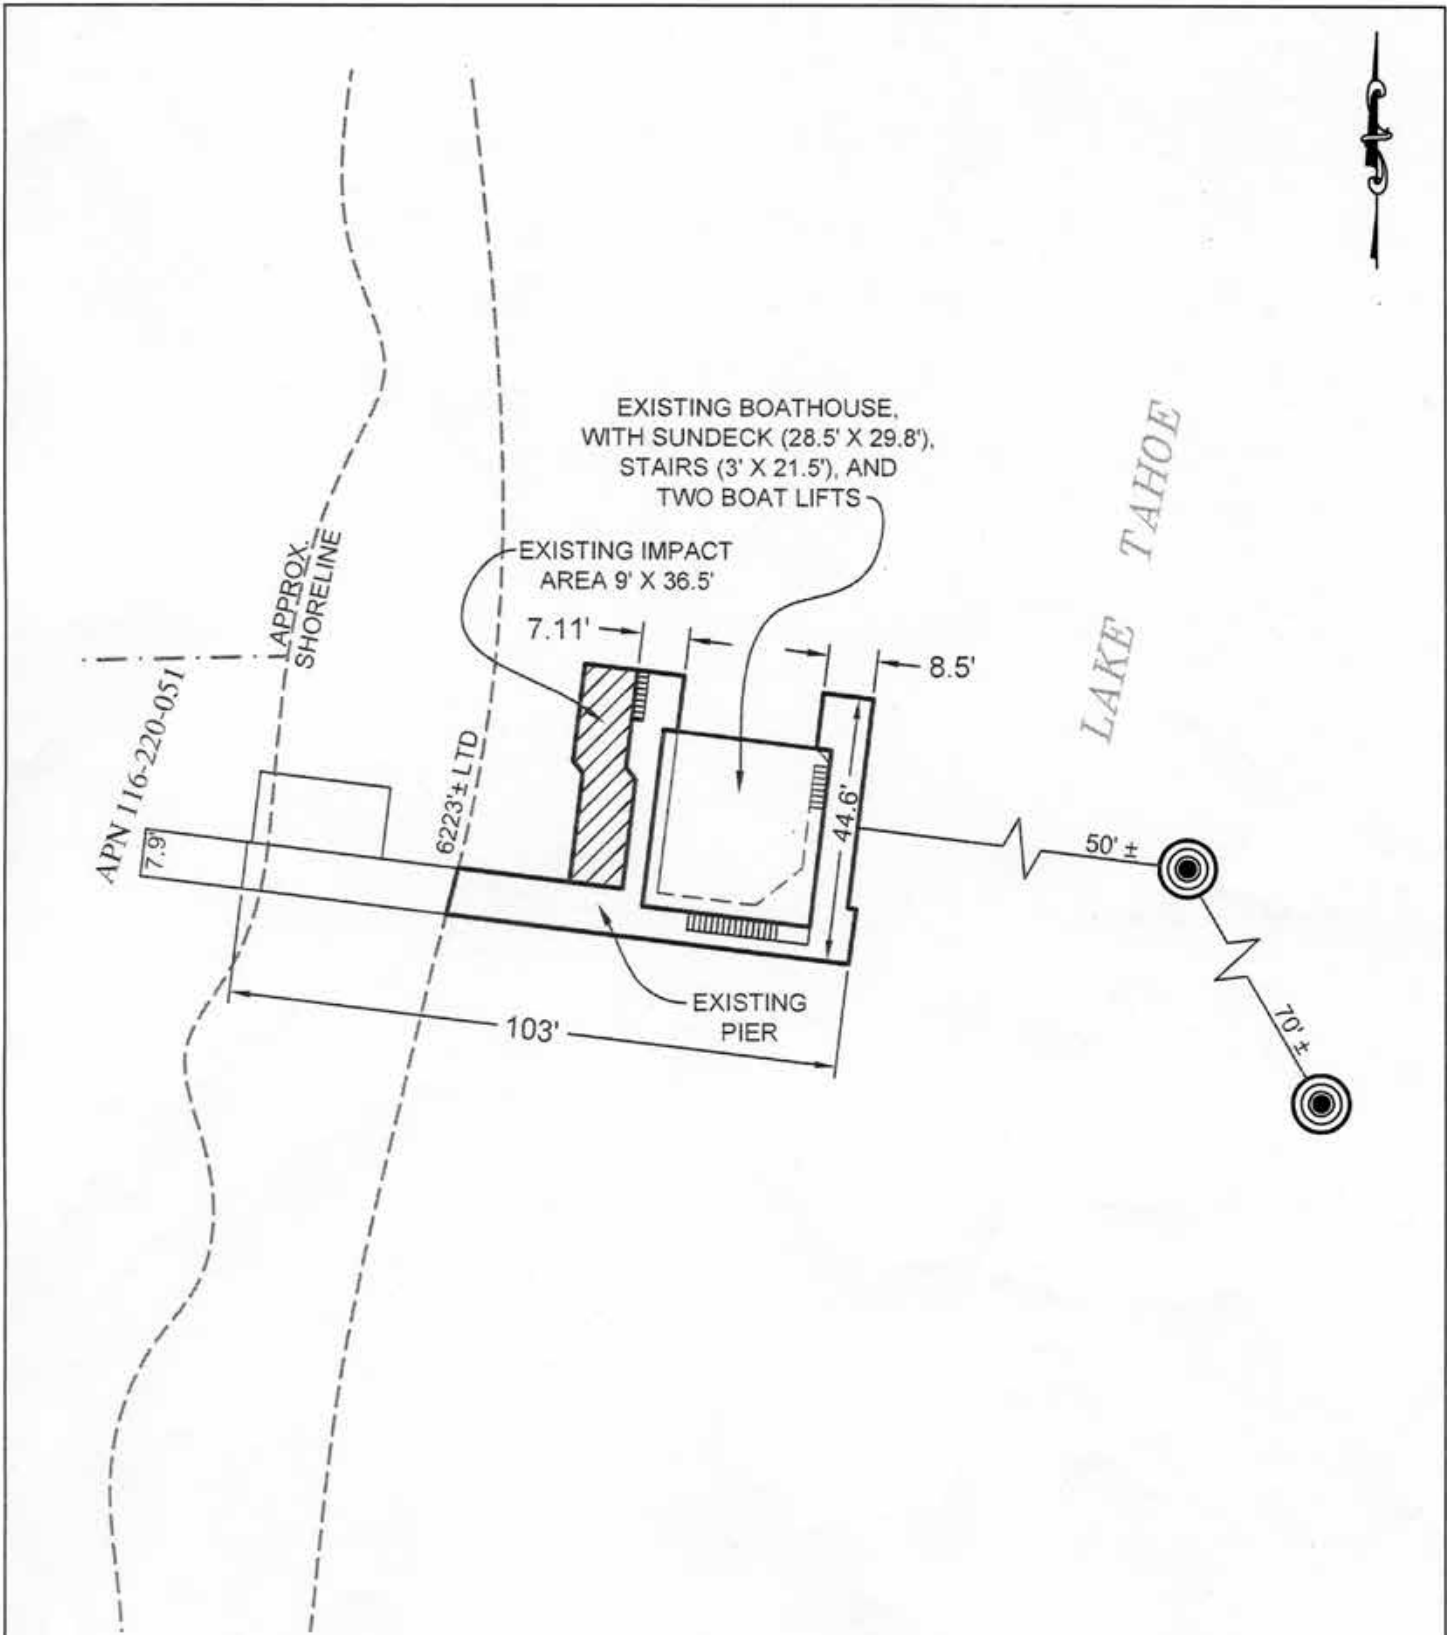 EXISTING BOATHOUSE,
WITH SUNDECK (28.5' X 29.8'),
STAIRS (3' X 21.5'), AND
TWO BOAT LIFTS
LAKE TAHOE
EXISTING IMPACT
AREA 9' X 36.5'
APPROX.
SHORELINE
7.11'
8.5'
APN 116-220-051
6223'± LTD
7.9'
44.6'
50' ±
EXISTING
PIER
103'
70' ±